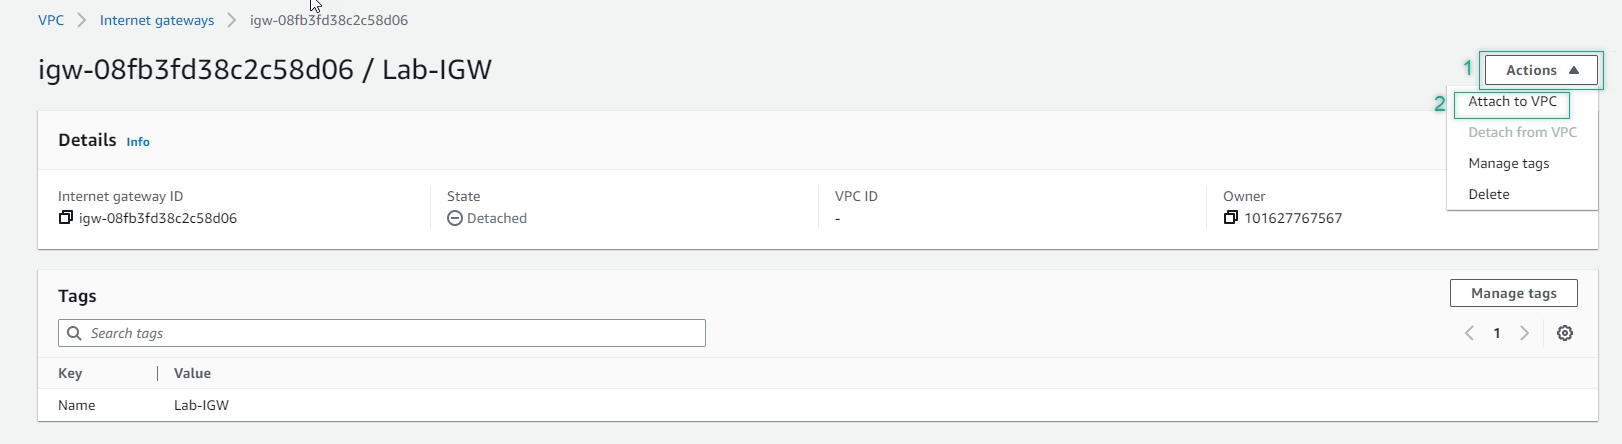 VPC > Internet gateways > igw-08fb3fd38c2c58d06
igw-08fb3fd38c2c58d06 / Lab-IGW
1 Actions
2 Attach to VPC
Detach from VPC
Manage tags
Delete
Details Info
Internet gateway ID
igw-08fb3fd38c2c58d06
State
Detached
VPC ID
-
Owner
101627767567
Tags
Manage tags
Search tags
1
Key Value
Name Lab-IGW